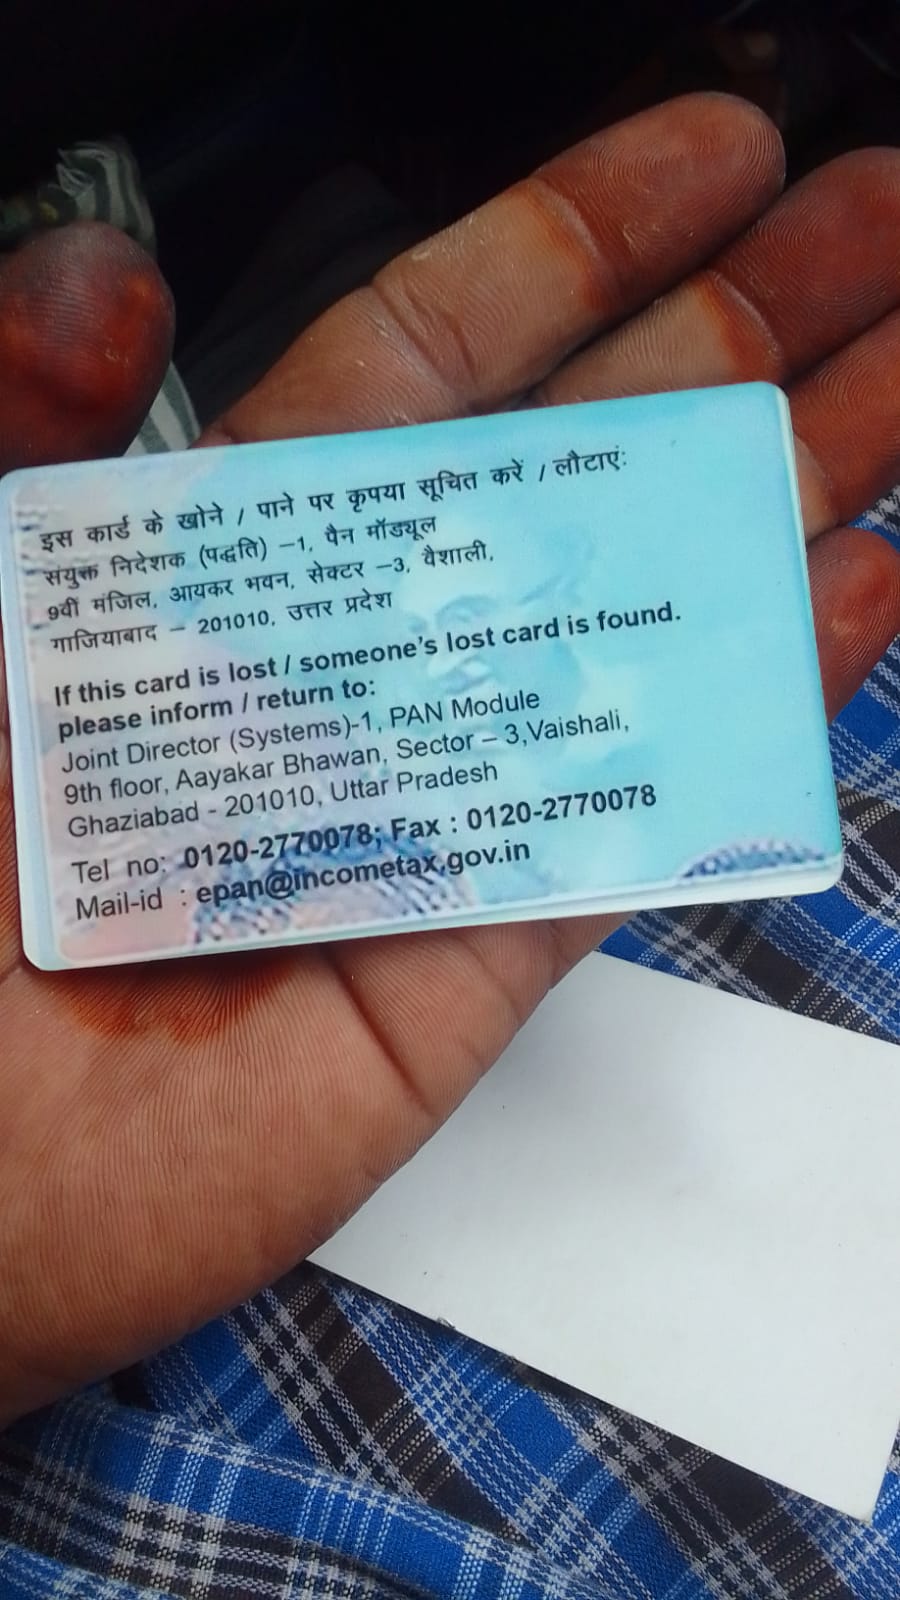 इस कार्ड के खोने / पाने पर कृपया सूचित करें / लौटाएं:
संयुक्त निदेशक (पद्धति) –1, पैन मॉड्यूल
9वीं मंजिल, आयकर भवन, सेक्टर –3, वैशाली,
गाजियाबाद – 201010, उत्तर प्रदेश
If this card is lost / someone's lost card is found.
please inform / return to:
Joint Director (Systems)-1, PAN Module
9th floor, Aayakar Bhawan, Sector – 3,Vaishali,
Ghaziabad - 201010, Uttar Pradesh
Tel no: 0120-2770078; Fax : 0120-2770078
Mail-id : epan@incometax.gov.in